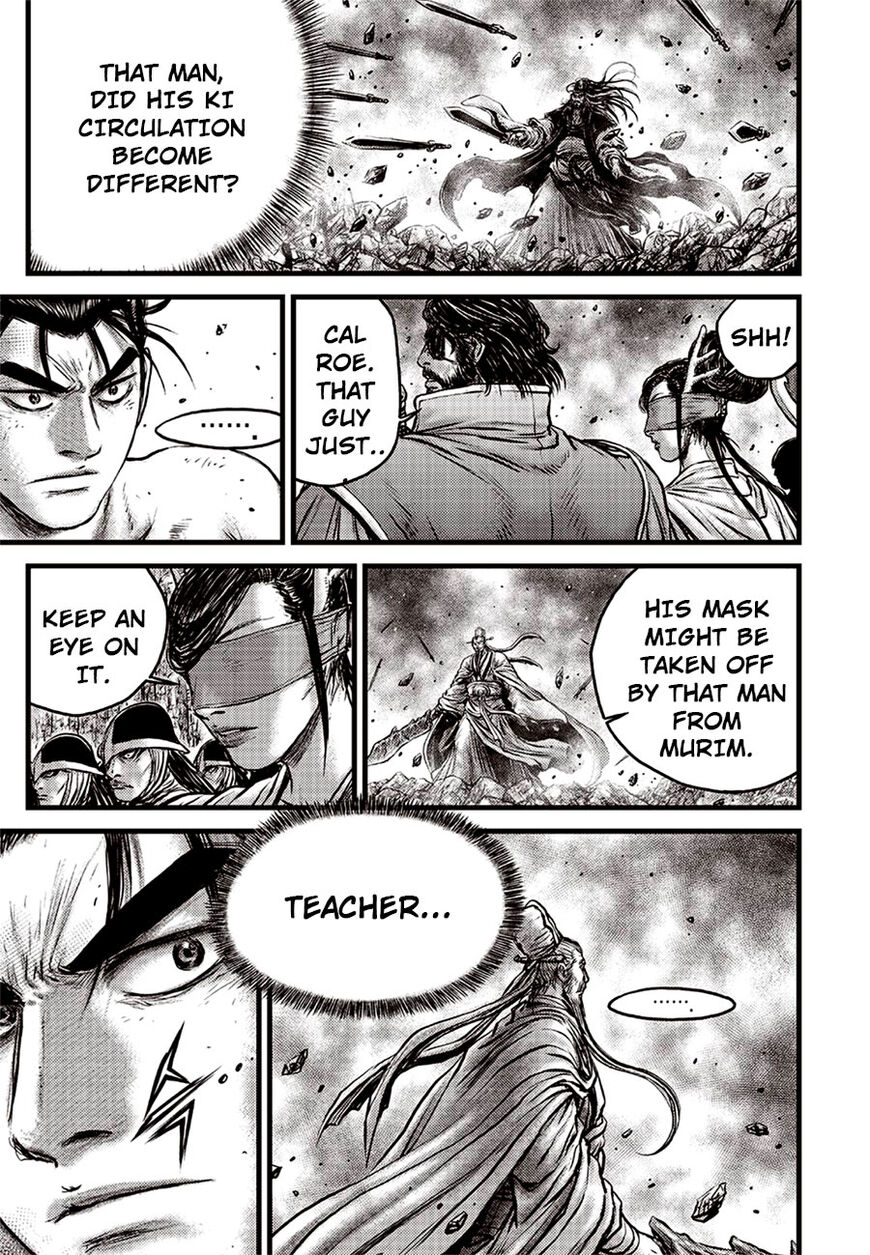 THAT MAN,
DID HIS KI
CIRCULATION
BECOME
DIFFERENT?
.......
CAL
ROE.
THAT
GUY
JUST..
SHH!
KEEP AN
EYE ON
IT.
HIS MASK
MIGHT BE
TAKEN OFF
BY THAT MAN
FROM
MURIM.
TEACHER...
.......